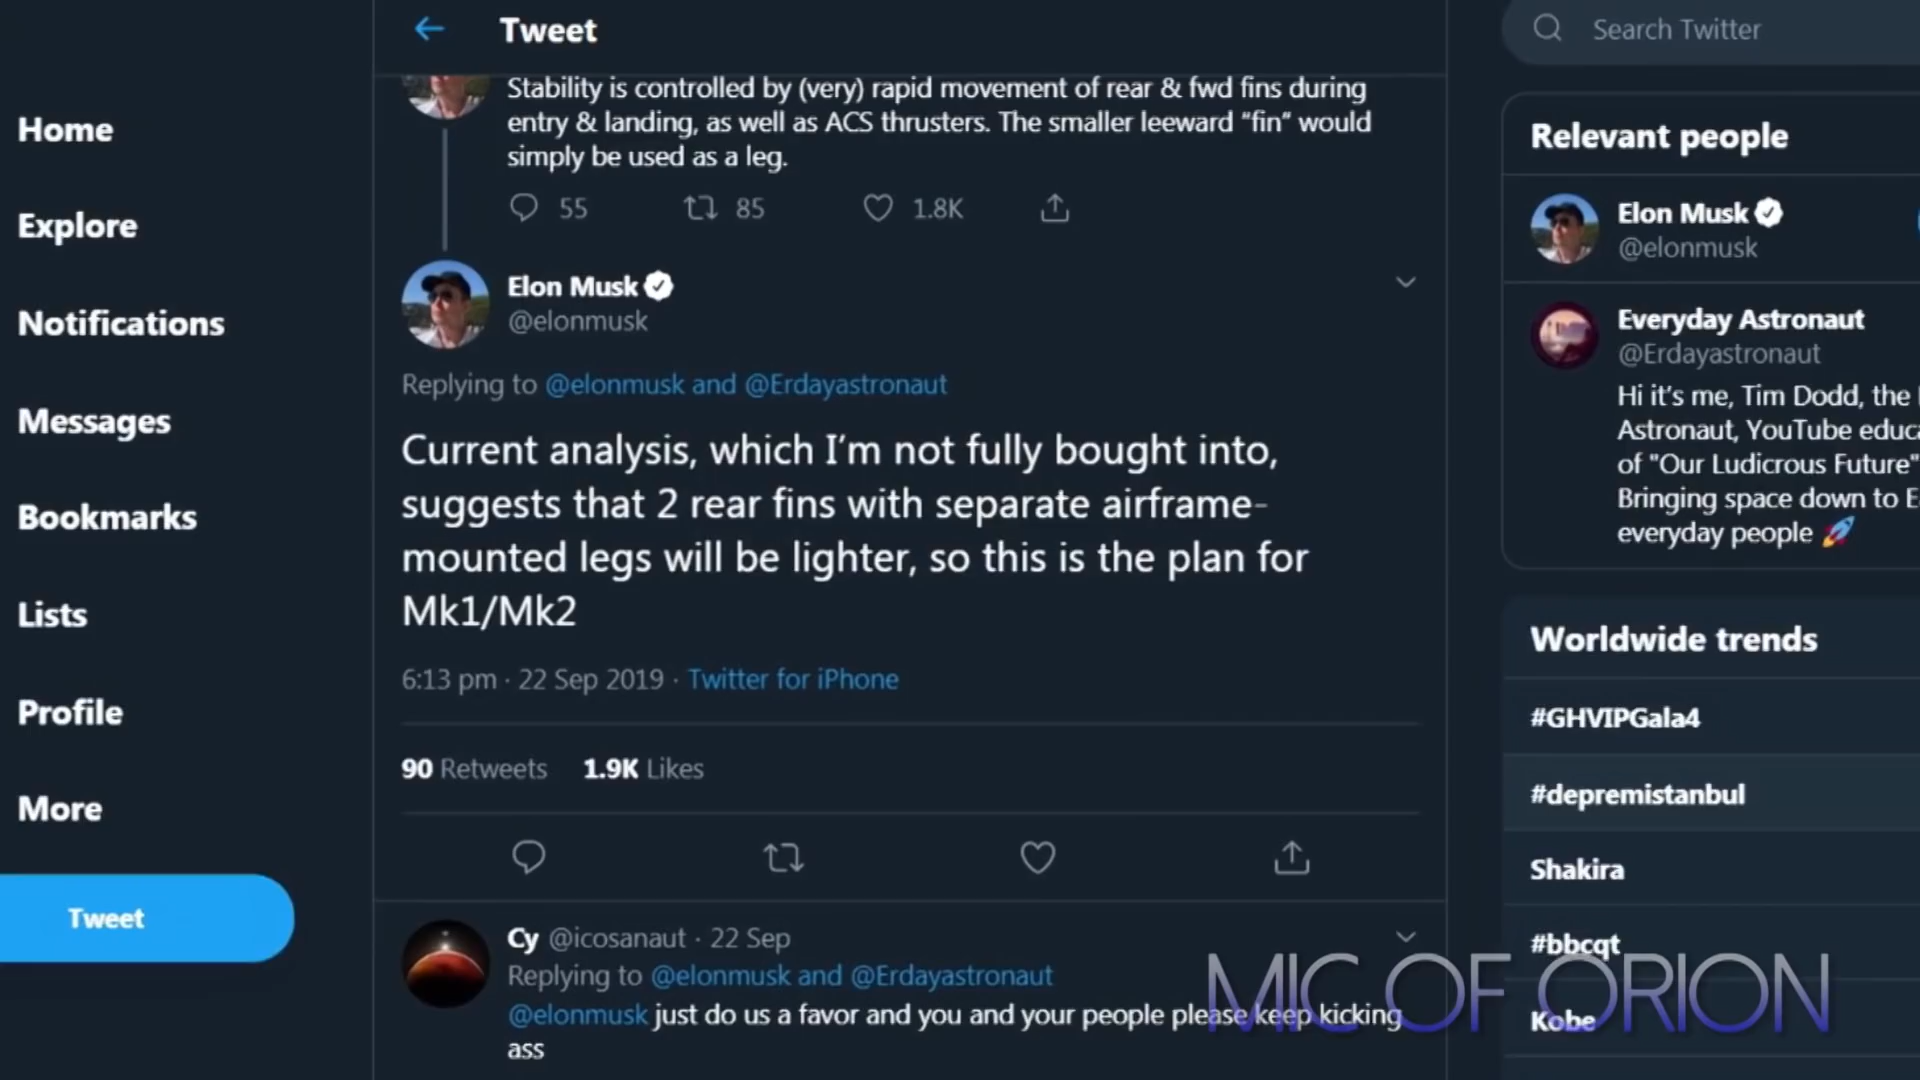 Tweet
Search Twitter
Home
Explore
Notifications
Messages
Bookmarks
Lists
Profile
More
Tweet
Stability is controlled by (very) rapid movement of rear & fwd fins during
entry & landing, as well as ACS thrusters. The smaller leeward "fin" would
simply be used as a leg.
55 85 1.8K
Elon Musk
@elonmusk
Replying to @elonmusk and @Erdayastronaut
Current analysis, which I'm not fully bought into,
suggests that 2 rear fins with separate airframe-
mounted legs will be lighter, so this is the plan for
Mk1/Mk2
6:13 pm · 22 Sep 2019 · Twitter for iPhone
90 Retweets 1.9K Likes
Cy @icosanaut · 22 Sep
Replying to @elonmusk and @Erdayastronaut
@elonmusk just do us a favor and you and your people please keep kicking
ass
Relevant people
Elon Musk
@elonmusk
Everyday Astronaut
@Erdayastronaut
Hi it's me, Tim Dodd, the
Astronaut, YouTube
of "Our Ludicrous Future"
Bringing space down to
everyday people
Worldwide trends
#GHVIPGala4
#depremistanbul
Shakira
#bbcqt
Kobe
MIC OF ORION